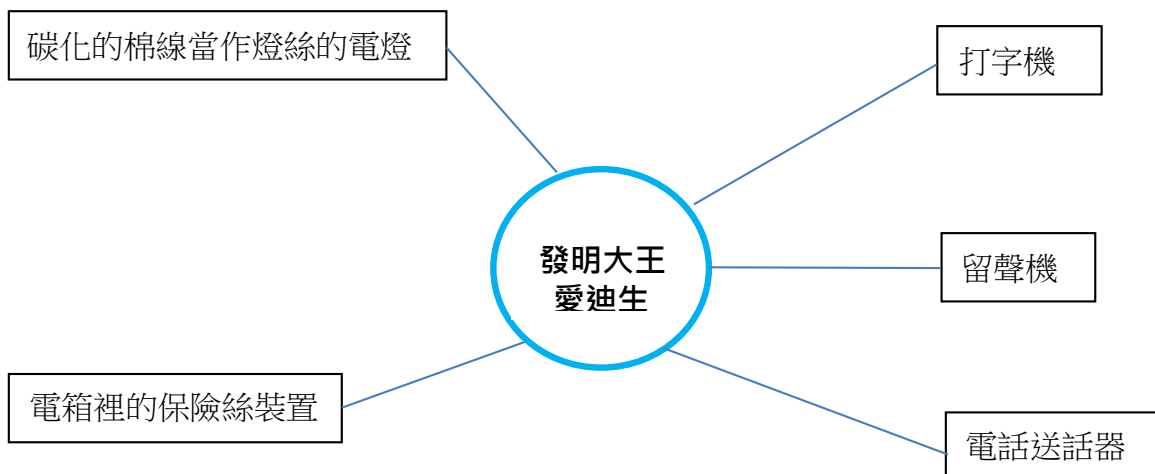 碳化的棉線當作燈絲的電燈
打字機
發明大王
愛迪生
留聲機
電箱裡的保險絲裝置
電話送話器